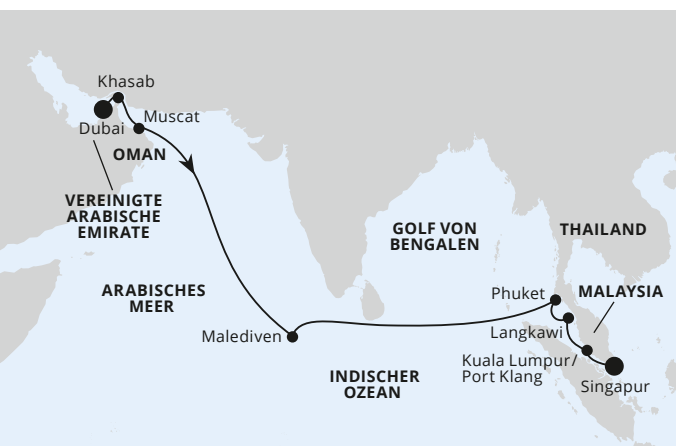 Khasab
Dubai
Muscat
OMAN
VEREINIGTE
ARABISCHE
EMIRATE
GOLF VON
BENGALEN
THAILAND
ARABISCHES
MEER
Phuket
MALAYSIA
Malediven
Langkawi
Kuala Lumpur/
Port Klang
INDISCHER
OZEAN
Singapur